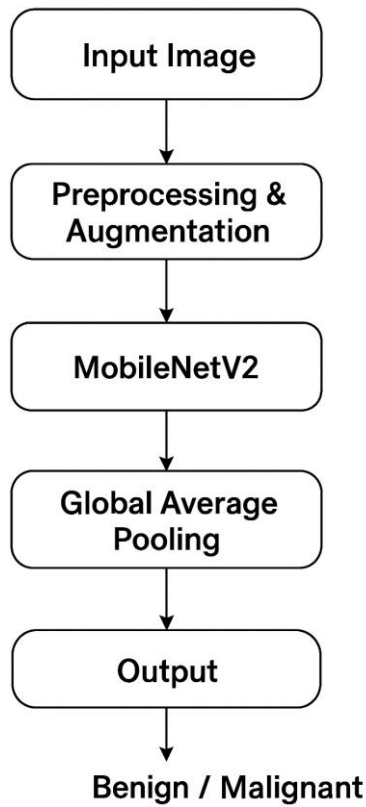 Input Image
Preprocessing &
Augmentation
MobileNetV2
Global Average
Pooling
Output
Benign / Malignant